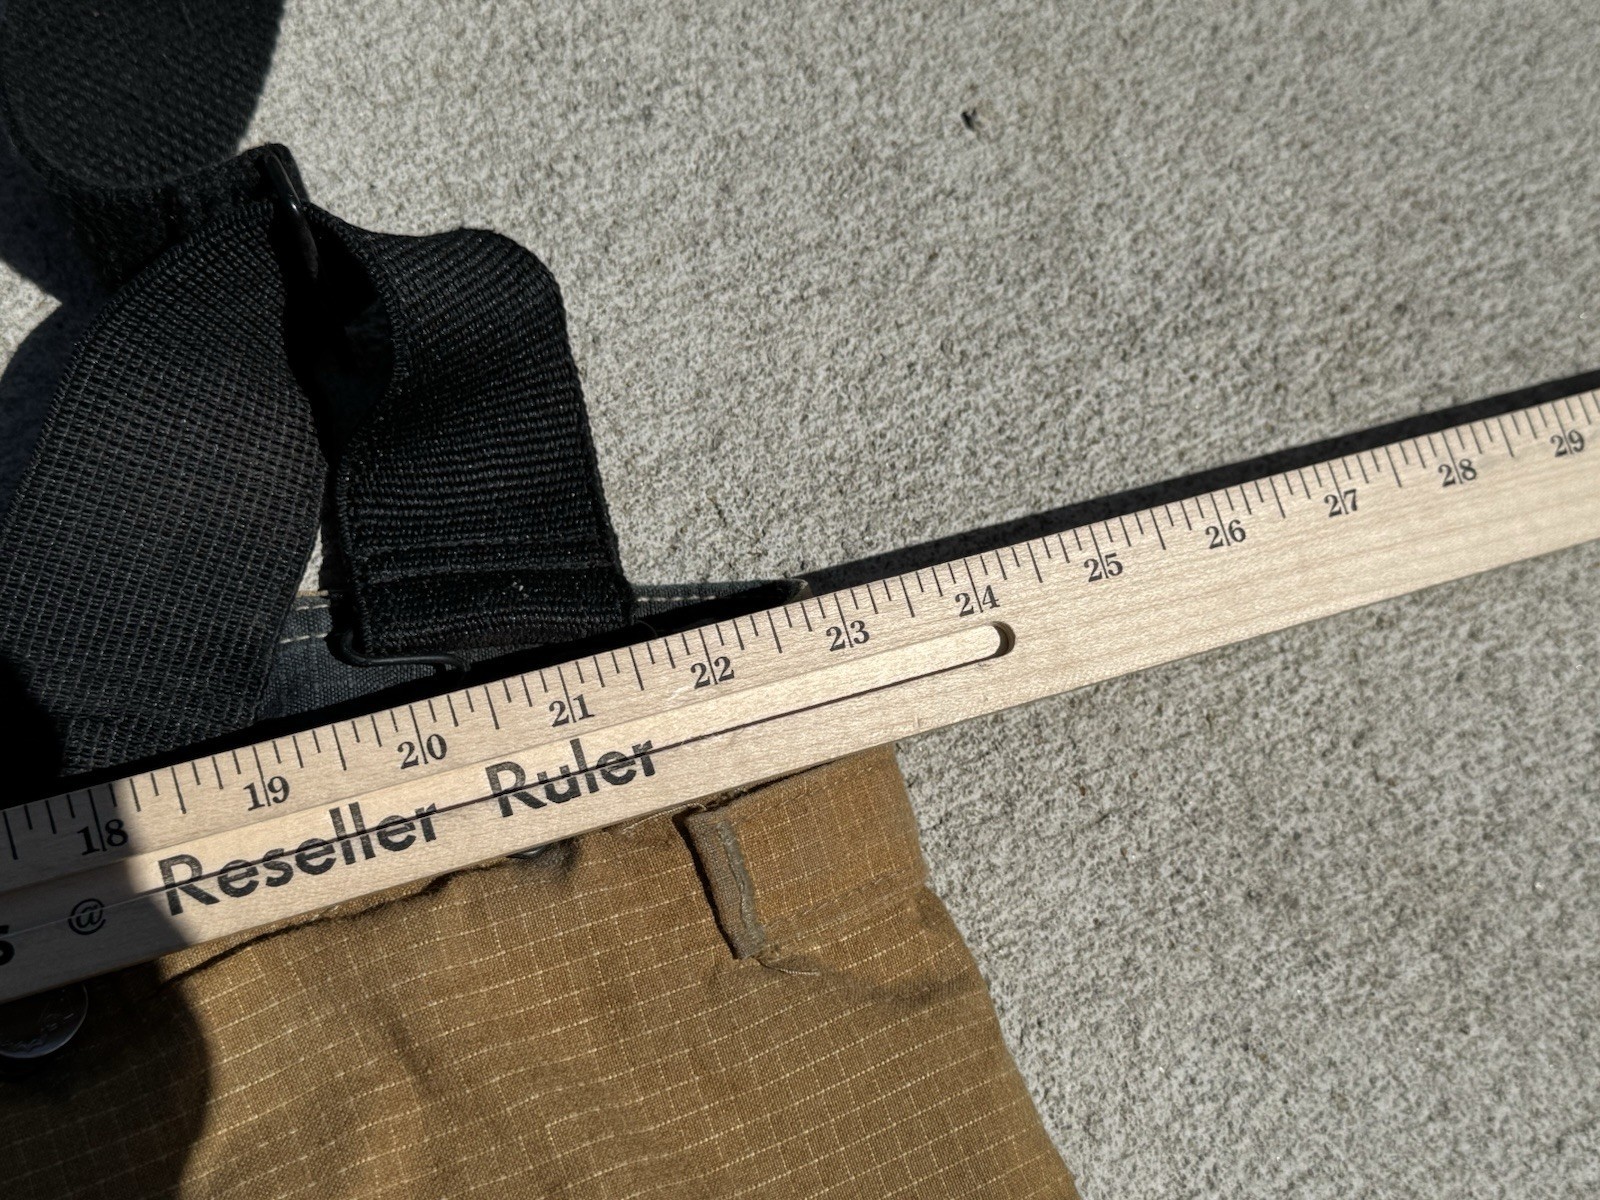 18 19 20 21 22 23 24 25 26 27 28 29
@ Reseller Ruler